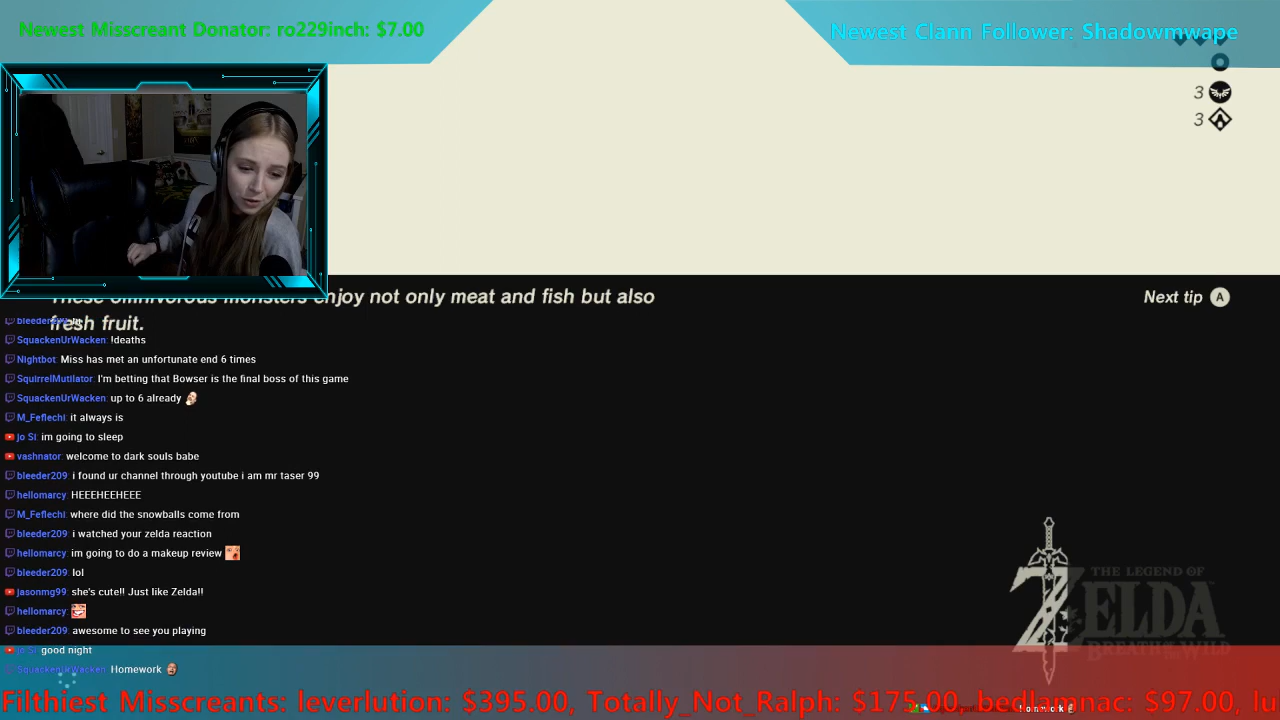 Newest Misscreant Donator: ro229inch: $7.00
Newest Clann Follower: Shadowmwape
3
3
These omnivorous monsters enjoy not only meat and fish but also
fresh fruit.
Next tip A
SquackenUrWacken: !deaths
Nightbot: Miss has met an unfortunate end 6 times
SquirrelMutilator: I'm betting that Bowser is the final boss of this game
SquackenUrWacken: up to 6 already
M_Feflechi: it always is
jo Si: im going to sleep
vashnator: welcome to dark souls babe
bleeder209: i found ur channel through youtube i am mr taser 99
hellomarcy: HEEEHEEHEEE
M_Feflechi: where did the snowballs come from
bleeder209: i watched your zelda reaction
hellomarcy: im going to do a makeup review
bleeder209: lol
jasonmg99: she's cute!! Just like Zelda!!
hellomarcy:
bleeder209: awesome to see you playing
jo Si: good night
SquackenUrWacken: Homework
THE LEGEND OF
ZELDA
BREATH OF THE WILD
Filthiest Misscreants: leverlution: $395.00, Totally_Not_Ralph: $175.00, bedlamnac: $97.00, lu
Homework